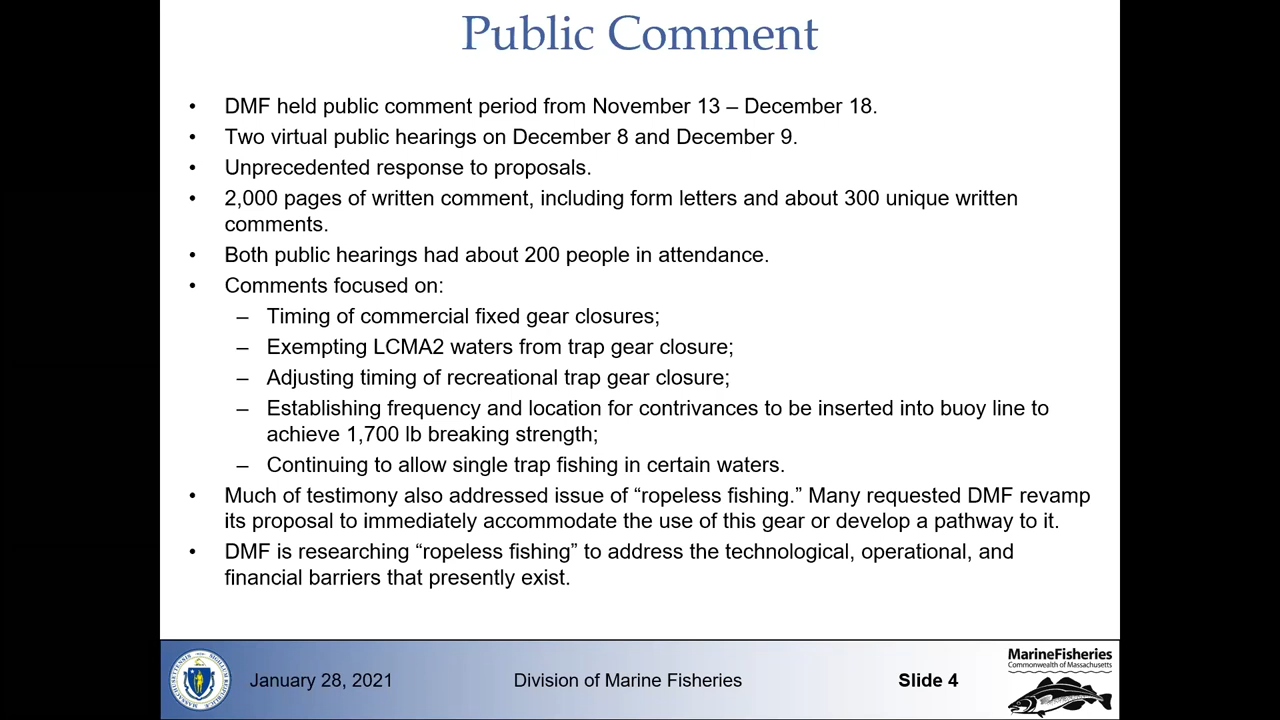 Public Comment
• DMF held public comment period from November 13 – December 18.
• Two virtual public hearings on December 8 and December 9.
• Unprecedented response to proposals.
• 2,000 pages of written comment, including form letters and about 300 unique written
comments.
• Both public hearings had about 200 people in attendance.
• Comments focused on:
– Timing of commercial fixed gear closures;
– Exempting LCMA2 waters from trap gear closure;
– Adjusting timing of recreational trap gear closure;
– Establishing frequency and location for contrivances to be inserted into buoy line to
achieve 1,700 lb breaking strength;
– Continuing to allow single trap fishing in certain waters.
• Much of testimony also addressed issue of “ropeless fishing.” Many requested DMF revamp
its proposal to immediately accommodate the use of this gear or develop a pathway to it.
• DMF is researching “ropeless fishing” to address the technological, operational, and
financial barriers that presently exist.
January 28, 2021
Division of Marine Fisheries
Slide 4
MarineFisheries
Commonwealth of Massachusetts